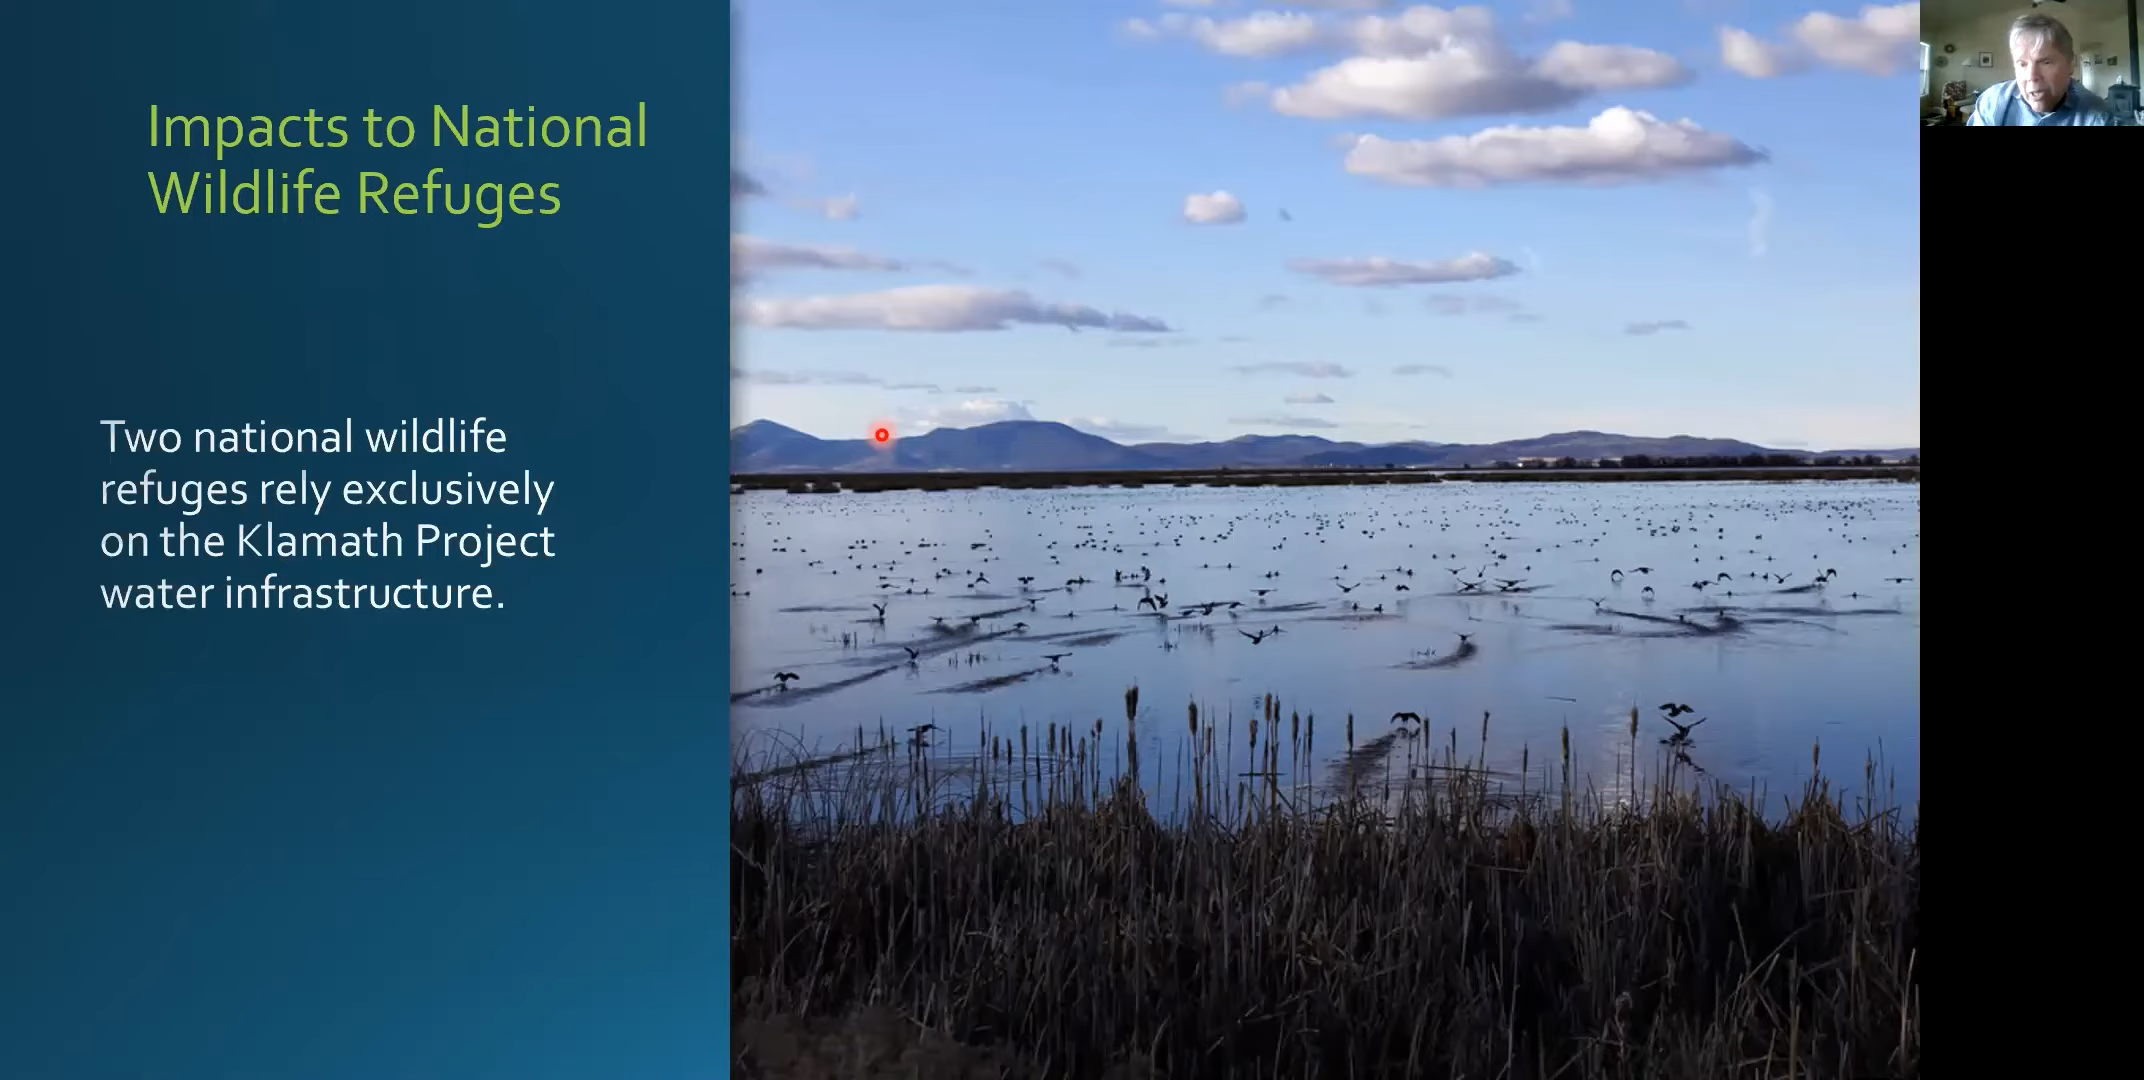 Impacts to National
Wildlife Refuges
Two national wildlife
refuges rely exclusively
on the Klamath Project
water infrastructure.